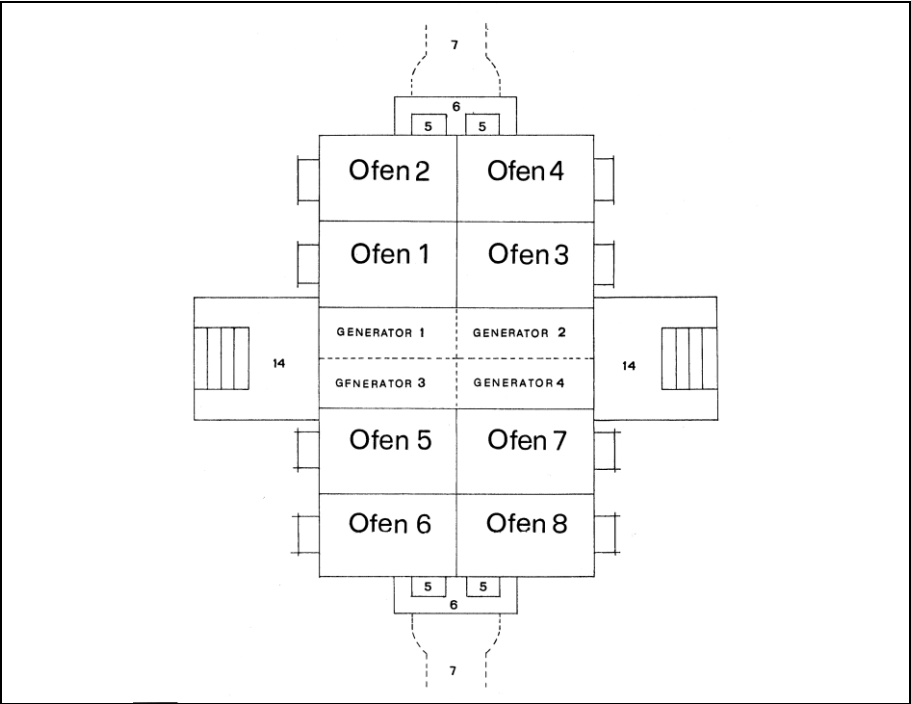 7
6
5 5
Ofen 2 Ofen 4
Ofen 1 Ofen 3
GENERATOR 1 GENERATOR 2
14 14
GFNERATOR 3 GENERATOR 4
Ofen 5 Ofen 7
Ofen 6 Ofen 8
5 5
6
7